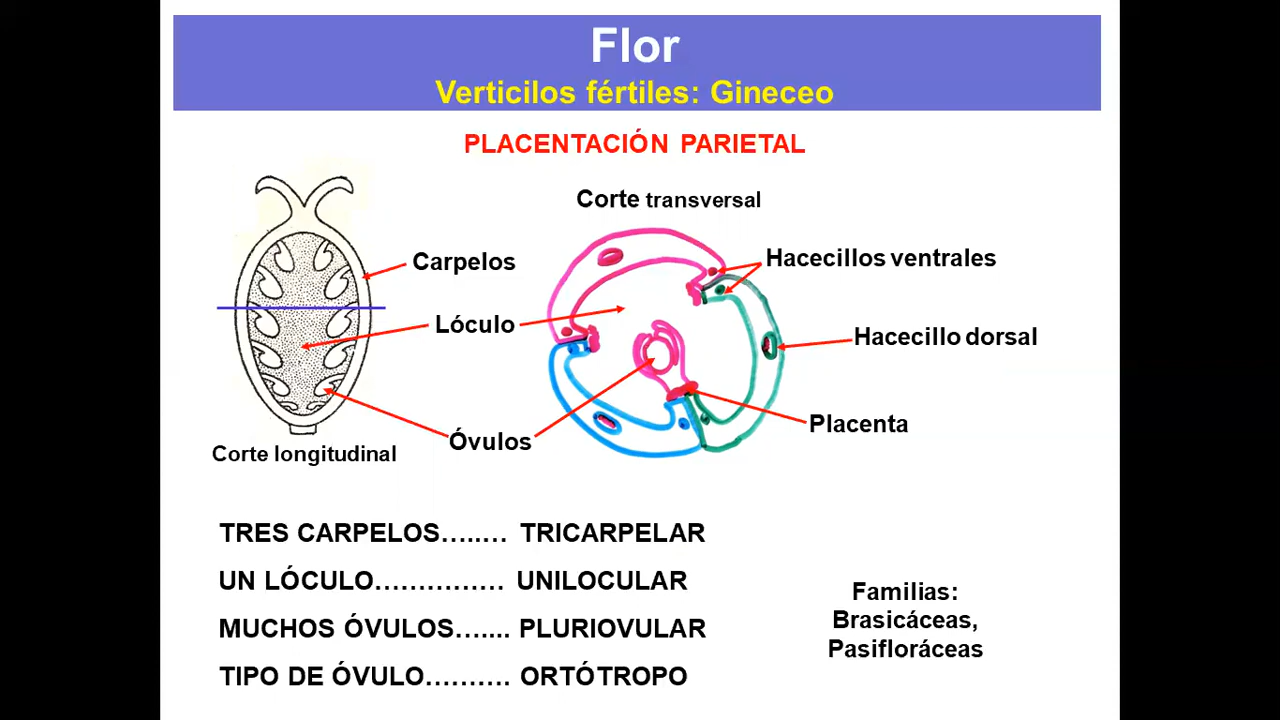 Flor
Verticilos fértiles: Gineceo
PLACENTACIÓN PARIETAL
Corte transversal
Carpelos
Hacecillos ventrales
Lóculo
Hacecillo dorsal
Placenta
Óvulos
Corte longitudinal
TRES CARPELOS…..… TRICARPELAR
UN LÓCULO…………… UNILOCULAR
MUCHOS ÓVULOS….... PLURIOVULAR
TIPO DE ÓVULO………. ORTÓTROPO
Familias:
Brasicáceas,
Pasifloráceas